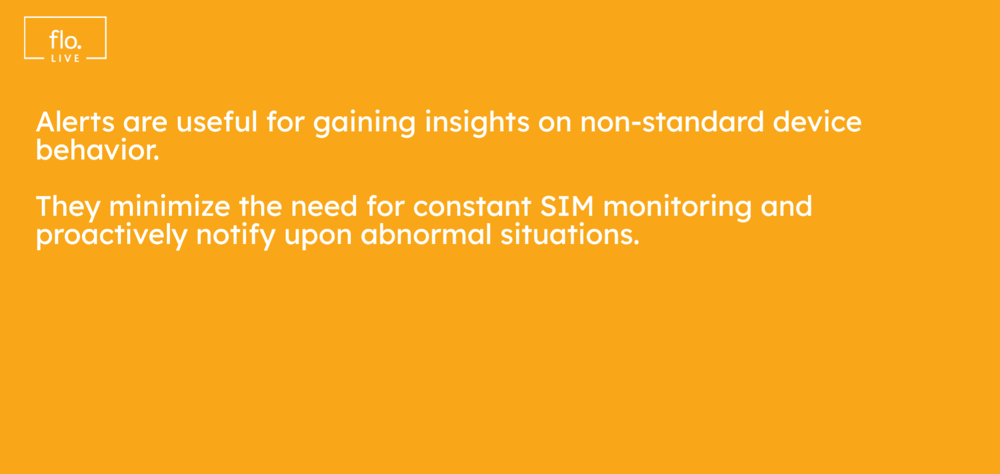 flo.
LIVE
Alerts are useful for gaining insights on non-standard device
behavior.
They minimize the need for constant SIM monitoring and
proactively notify upon abnormal situations.